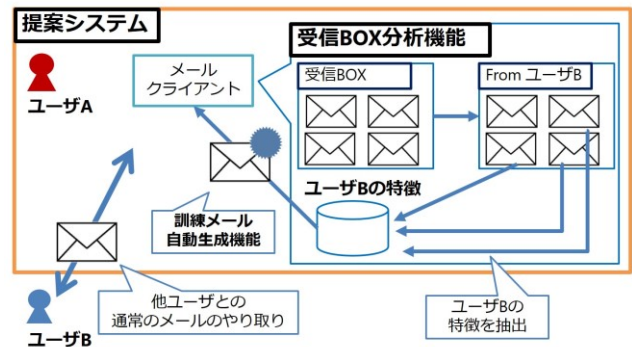 提案システム
受信BOX分析機能
メール
クライアント
受信BOX
From ユーザB
ユーザA
ユーザBの特徴
訓練メール
自動生成機能
他ユーザとの
通常のメールのやり取り
ユーザBの
特徴を抽出
ユーザB